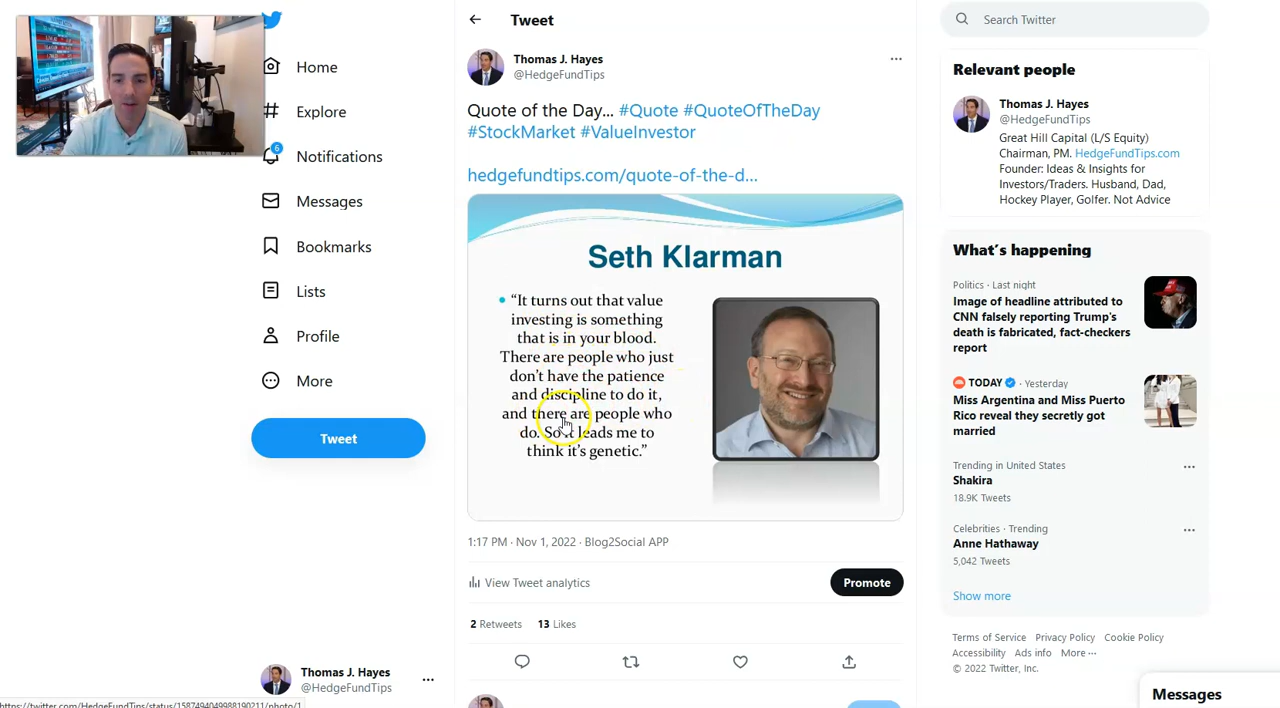 Home
Explore
6
Notifications
Messages
Bookmarks
Lists
Profile
More
Tweet
Thomas J. Hayes
@HedgeFundTips
Tweet
Thomas J. Hayes
@HedgeFundTips
Quote of the Day... #Quote #QuoteOfTheDay
#StockMarket #ValueInvestor
hedgefundtips.com/quote-of-the-d...
Seth Klarman
• “It turns out that value
investing is something
that is in your blood.
There are people who just
don’t have the patience
and discipline to do it,
and there are people who
do. So it leads me to
think it’s genetic.”
1:17 PM · Nov 1, 2022 · Blog2Social APP
View Tweet analytics
Promote
2 Retweets 13 Likes
Search Twitter
Relevant people
Thomas J. Hayes
@HedgeFundTips
Great Hill Capital (L/S Equity)
Chairman, PM. HedgeFundTips.com
Founder: Ideas & Insights for
Investors/Traders. Husband, Dad,
Hockey Player, Golfer. Not Advice
What’s happening
Politics · Last night
Image of headline attributed to
CNN falsely reporting Trump's
death is fabricated, fact-checkers
report
TODAY · Yesterday
Miss Argentina and Miss Puerto
Rico reveal they secretly got
married
Trending in United States
Shakira
18.9K Tweets
Celebrities · Trending
Anne Hathaway
5,042 Tweets
Show more
Terms of Service Privacy Policy Cookie Policy
Accessibility Ads info More ···
© 2022 Twitter, Inc.
Messages